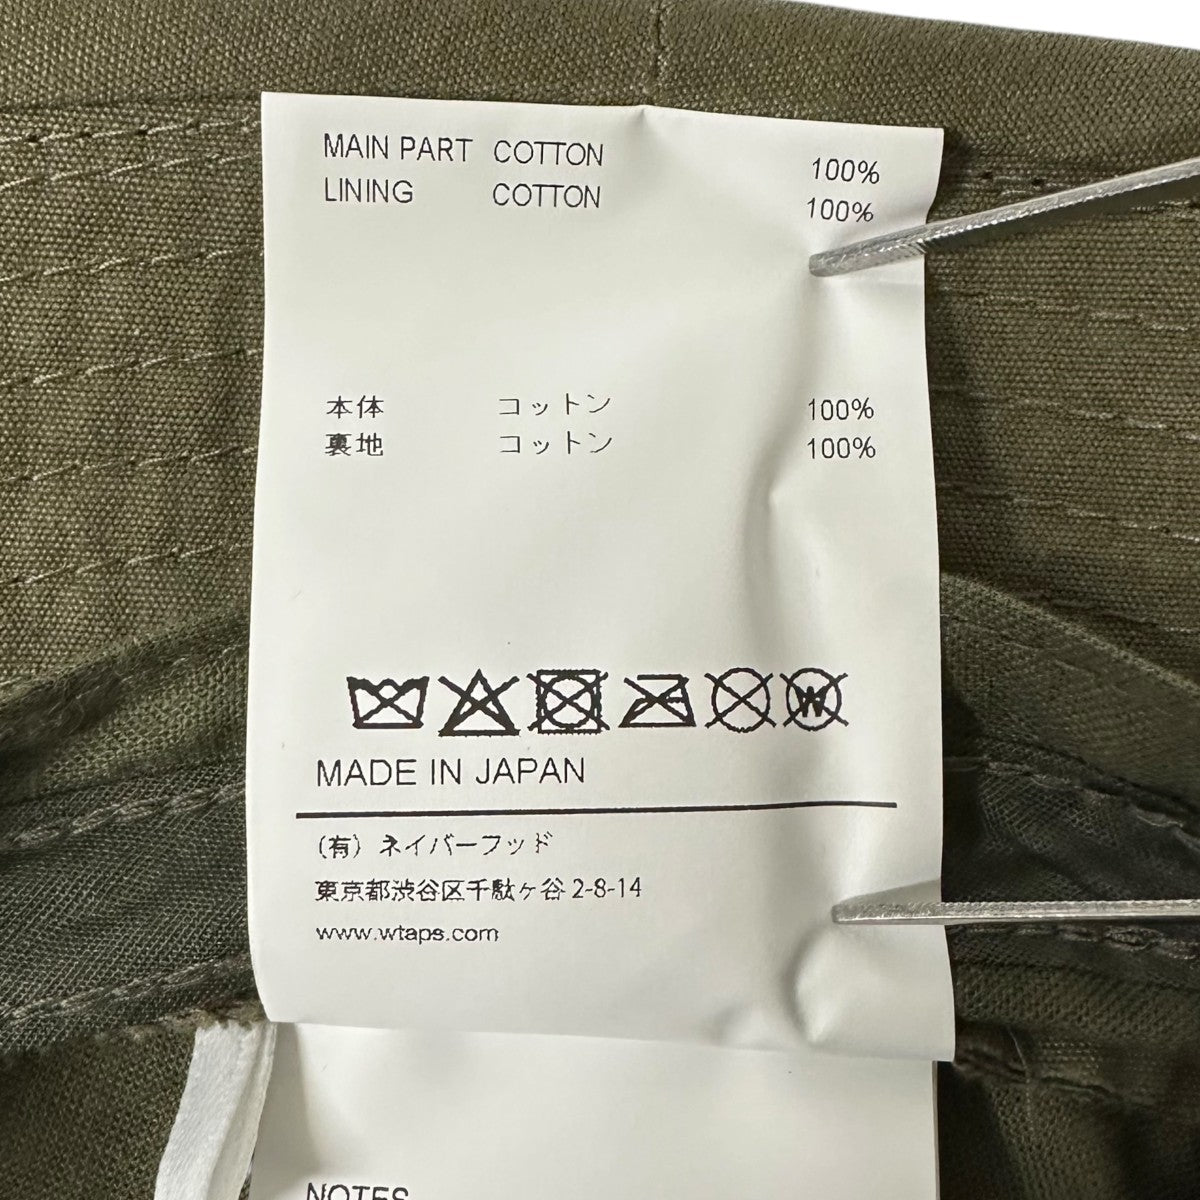 MAIN PART COTTON 100%
LINING COTTON 100%
本体 コットン 100%
裏地 コットン 100%
W
MADE IN JAPAN
(有) ネイバーフッド
東京都渋谷区千駄ヶ谷 2-8-14
www.wtaps.com
NOTES